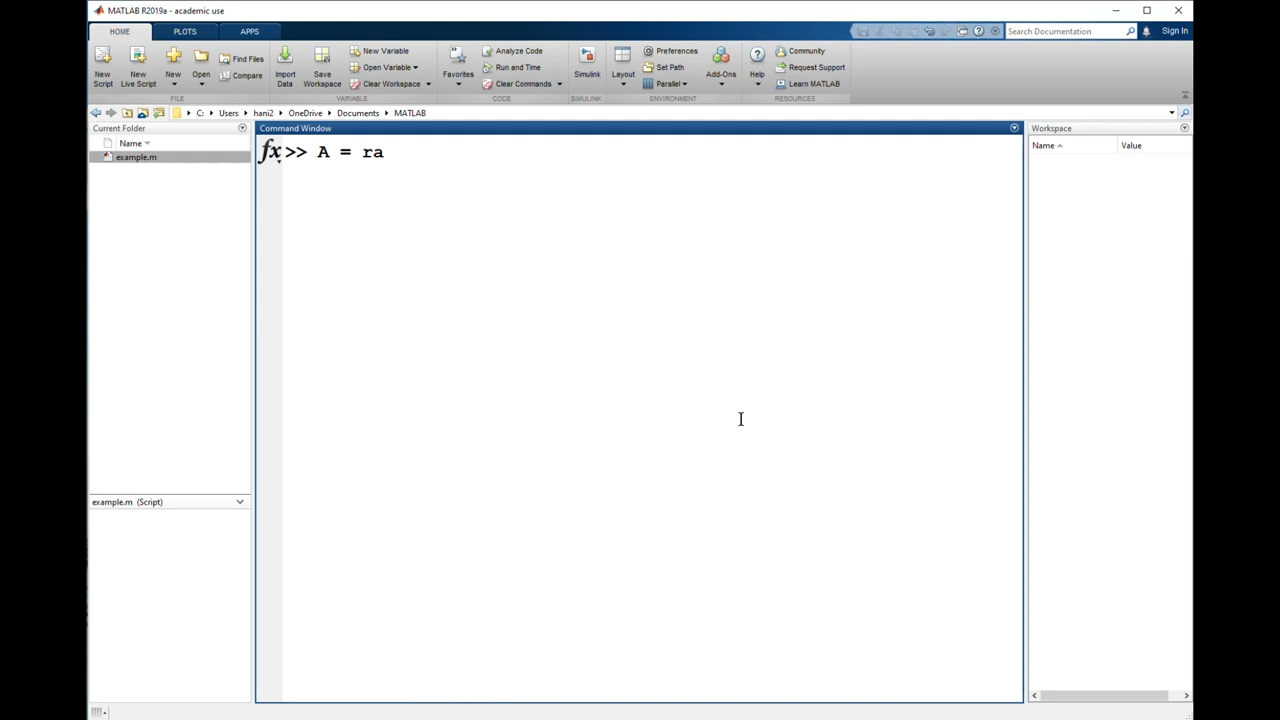 MATLAB R2019a - academic use
HOME PLOTS APPS
Search Documentation
Sign In
New Script
New Live Script
New
Open
Find Files
Compare
FILE
Import Data
Save Workspace
New Variable
Open Variable
Clear Workspace
VARIABLE
Favorites
Analyze Code
Run and Time
Clear Commands
CODE
Simulink
SIMULINK
Layout
Preferences
Set Path
Parallel
ENVIRONMENT
Add-Ons
Help
Community
Request Support
Learn MATLAB
RESOURCES
C: Users hani2 OneDrive Documents MATLAB
Current Folder
Name
example.m
example.m (Script)
Command Window
fx >> A = ra
Workspace
Name Value